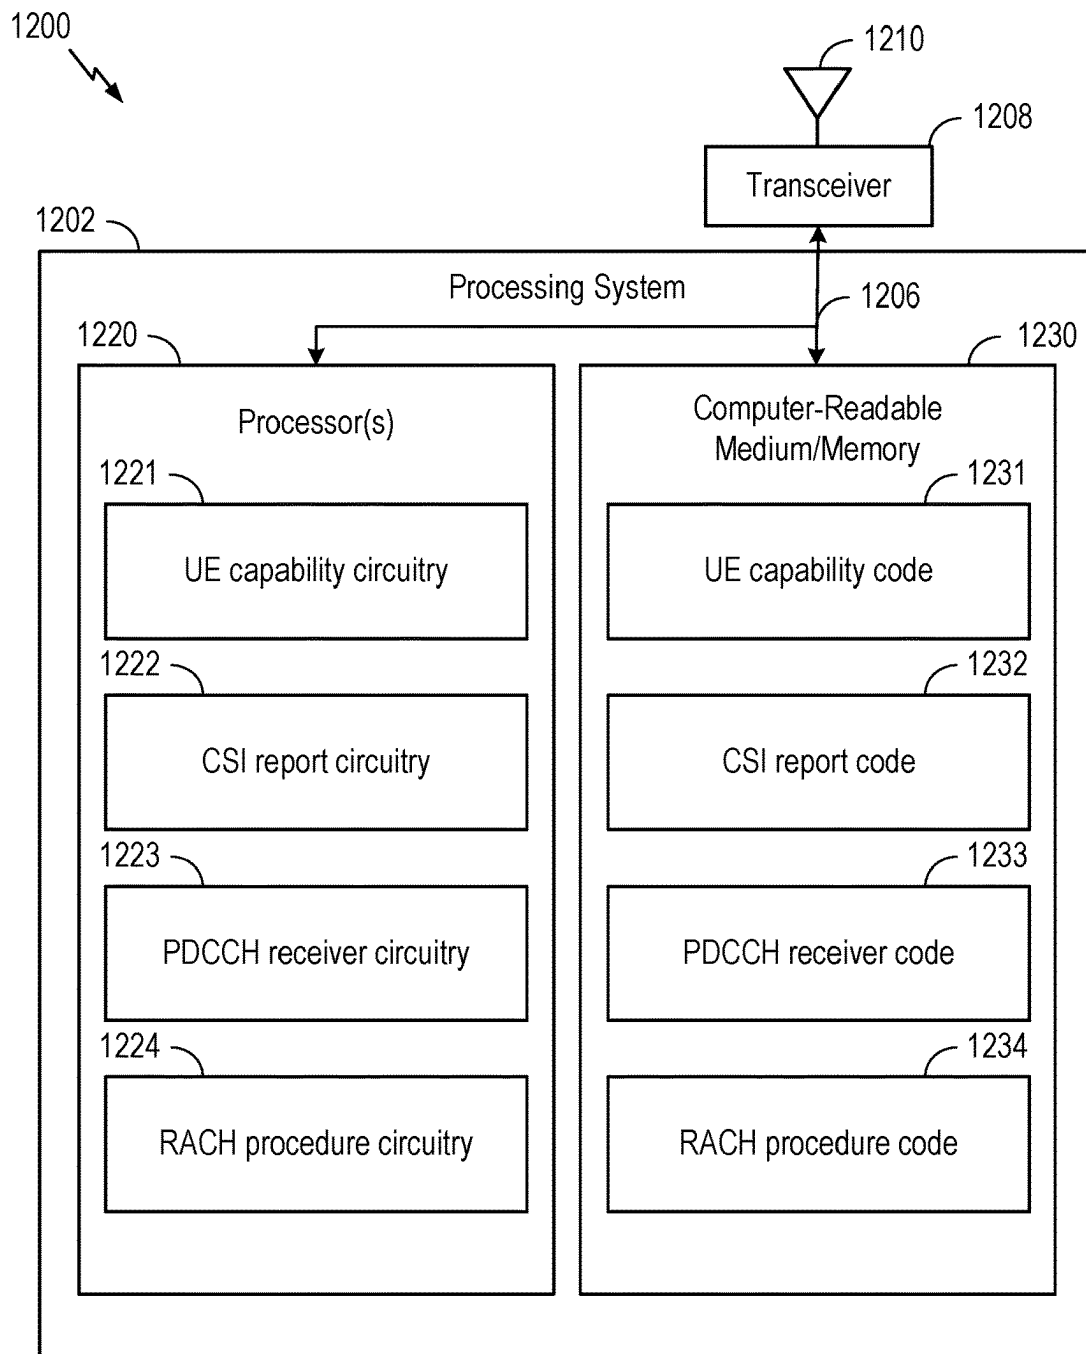 1200
1210
1208
Transceiver
1202
Processing System
1206
1220
1230
Processor(s)
Computer-Readable
Medium/Memory
1221
1231
UE capability circuitry
UE capability code
1222
1232
CSI report circuitry
CSI report code
1223
1233
PDCCH receiver circuitry
PDCCH receiver code
1224
1234
RACH procedure circuitry
RACH procedure code